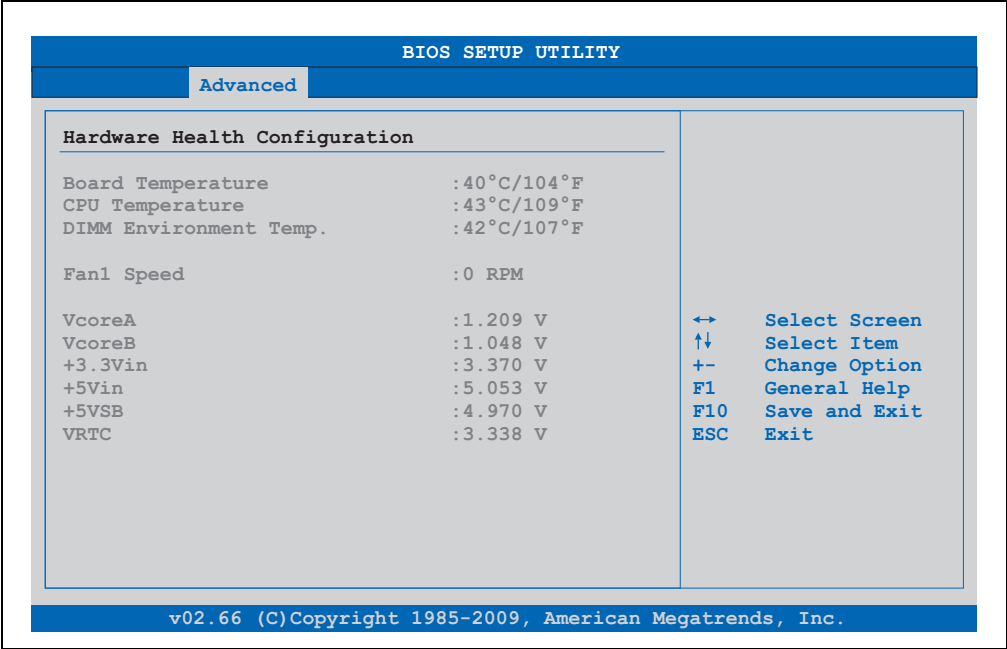 BIOS SETUP UTILITY
Advanced
Hardware Health Configuration
Board Temperature :40°C/104°F
CPU Temperature :43°C/109°F
DIMM Environment Temp. :42°C/107°F
Fan1 Speed :0 RPM
VcoreA :1.209 V
VcoreB :1.048 V
+3.3Vin :3.370 V
+5Vin :5.053 V
+5VSB :4.970 V
VRTC :3.338 V
↔ Select Screen
↑↓ Select Item
+- Change Option
F1 General Help
F10 Save and Exit
ESC Exit
v02.66 (C)Copyright 1985-2009, American Megatrends, Inc.